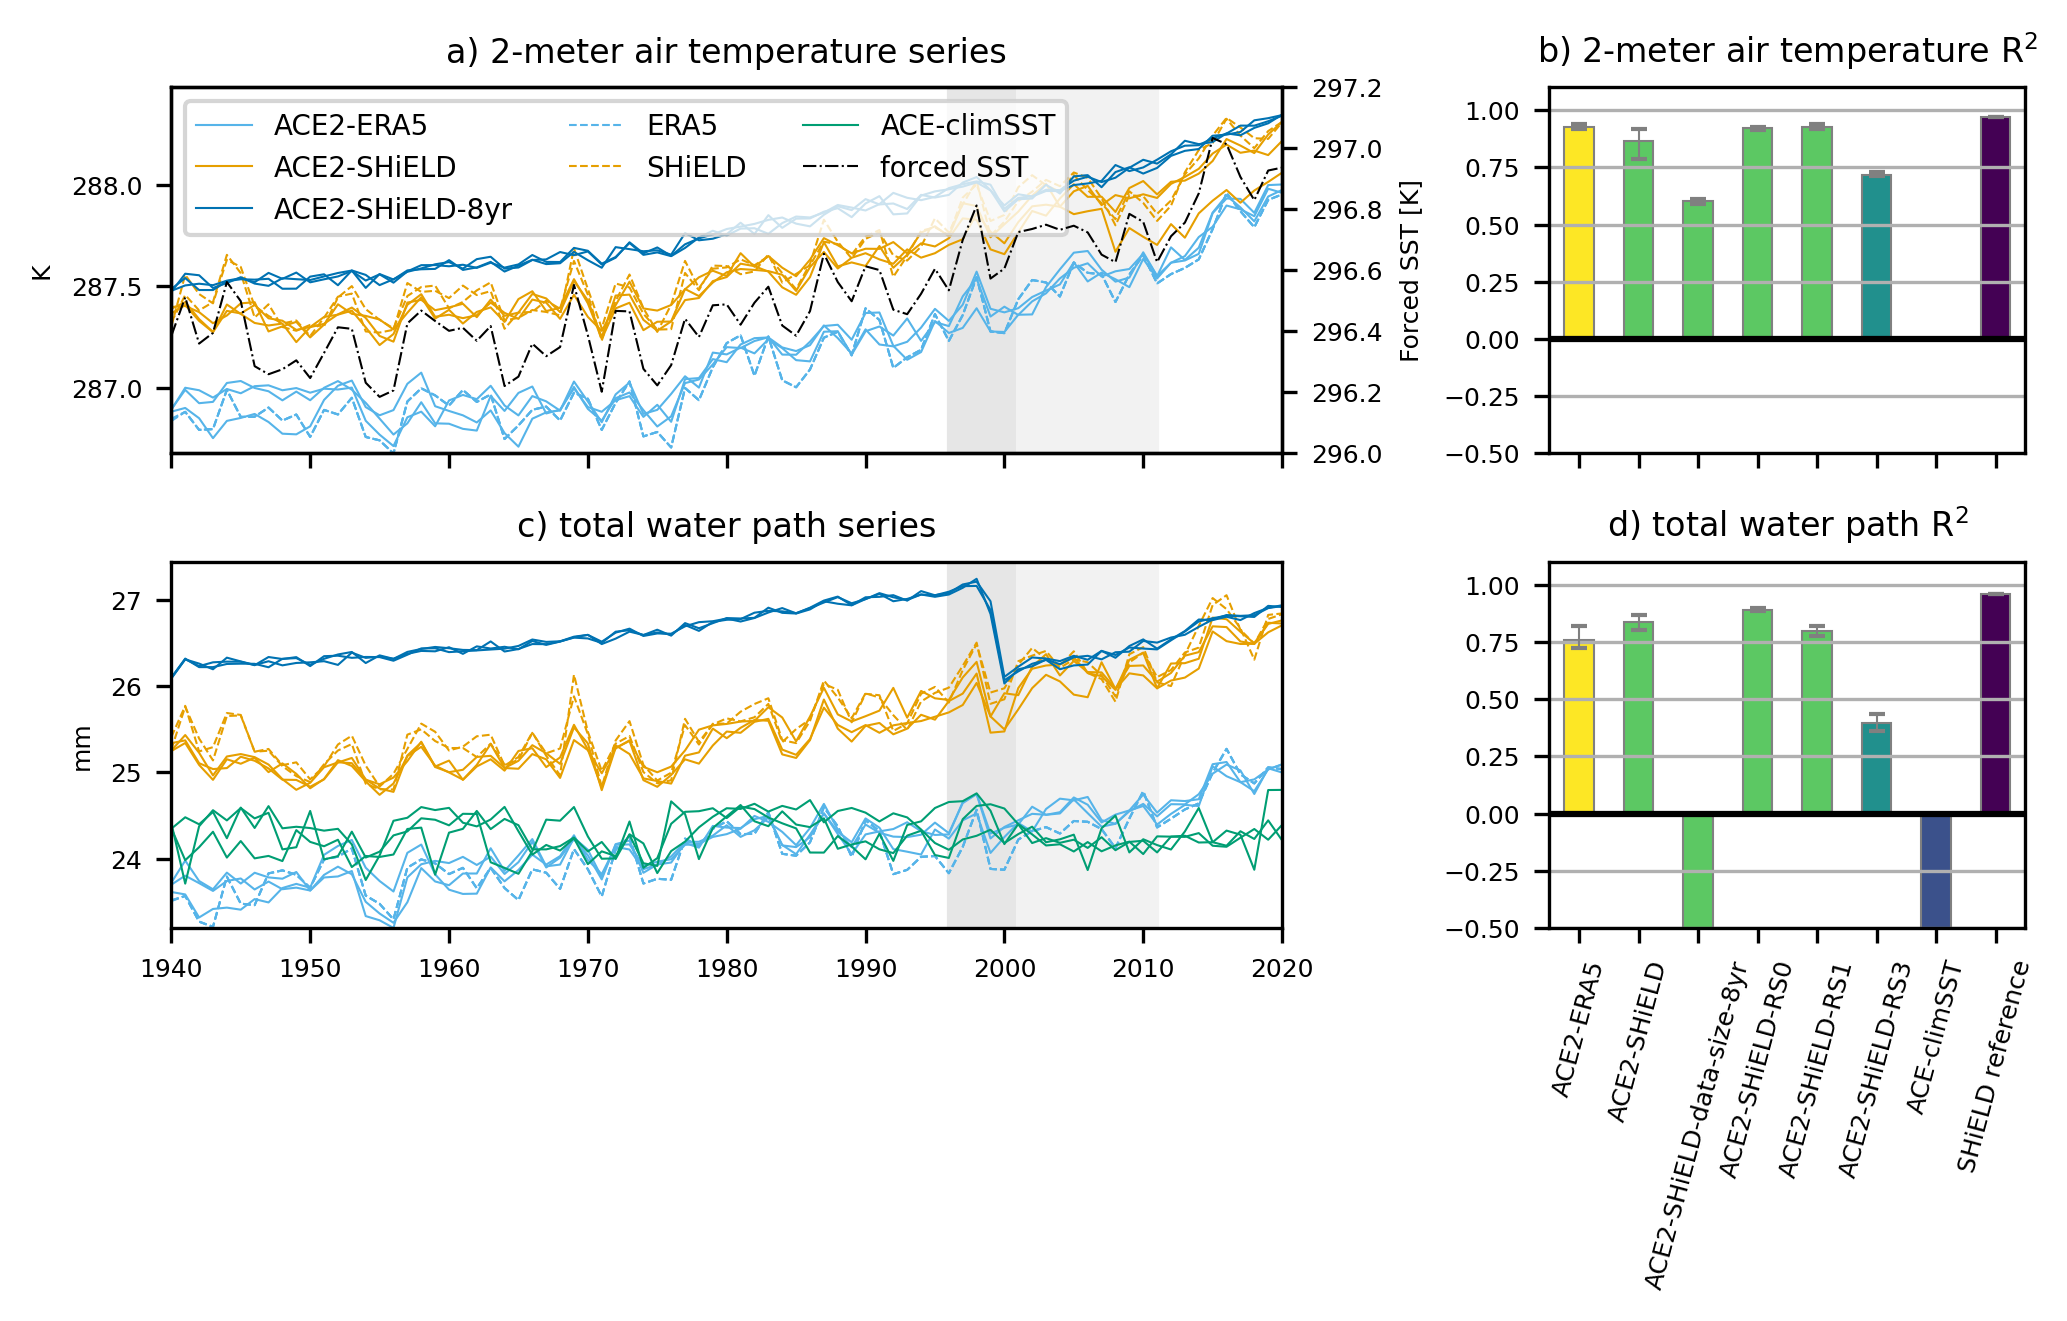 a) 2-meter air temperature series
ACE2-ERA5
ACE2-SHiELD
ACE2-SHiELD-8yr
ERA5
SHiELD
ACE-climSST
forced SST
K
288.0
287.5
287.0
297.2
297.0
296.8
296.6
296.4
296.2
296.0
Forced SST [K]
b) 2-meter air temperature R²
1.00
0.75
0.50
0.25
0.00
−0.25
−0.50
c) total water path series
mm
27
26
25
24
1940
1950
1960
1970
1980
1990
2000
2010
2020
d) total water path R²
1.00
0.75
0.50
0.25
0.00
−0.25
−0.50
ACE2-ERA5
ACE2-SHiELD
ACE2-SHiELD-data-size-8yr
ACE2-SHiELD-RS0
ACE2-SHiELD-RS1
ACE2-SHiELD-RS3
ACE-climSST
SHiELD reference